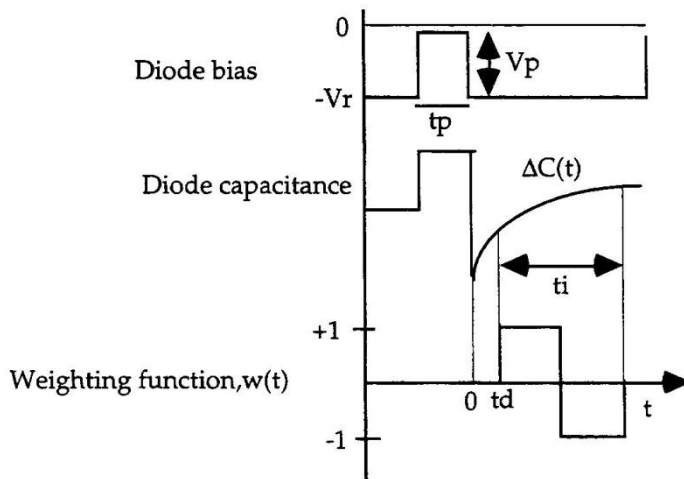 0
Diode bias
Vp
-Vr
tp
ΔC(t)
Diode capacitance
ti
+1
Weighting function,w(t)
0 td t
-1